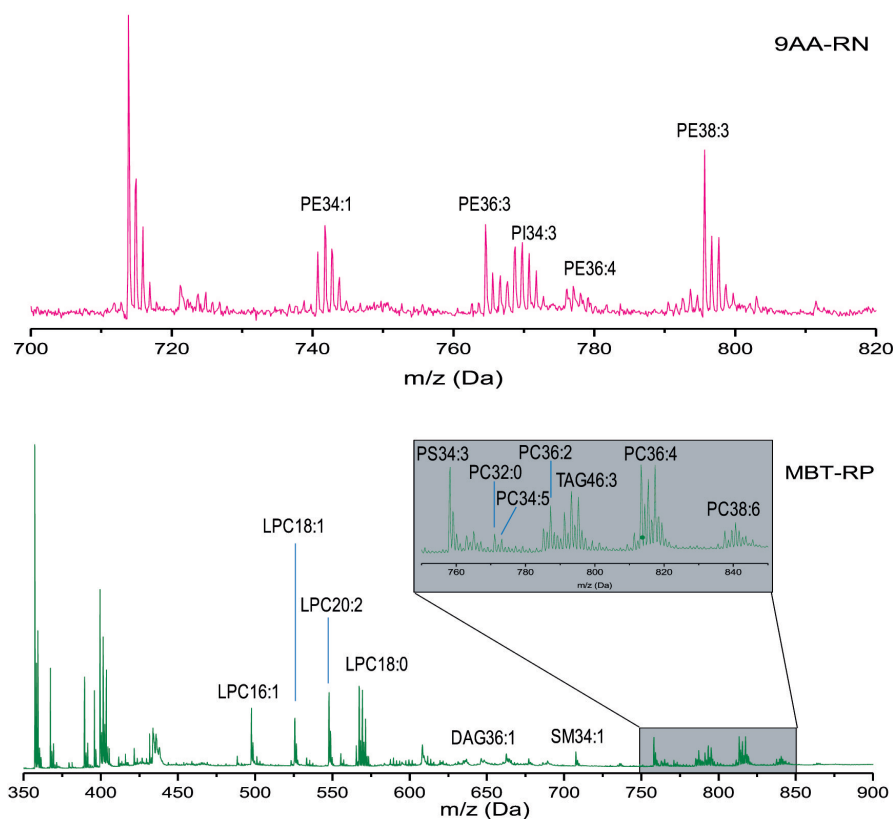 9AA-RN
PE38:3
PE34:1
PE36:3
PI34:3
PE36:4
700 720 740 760 780 800 820
m/z (Da)
MBT-RP
PS34:3
PC36:2
PC36:4
PC32:0
TAG46:3
PC34:5
PC38:6
760 780 800 820 840
m/z (Da)
LPC18:1
LPC20:2
LPC16:1
LPC18:0
DAG36:1
SM34:1
350 400 450 500 550 600 650 700 750 800 850 900
m/z (Da)